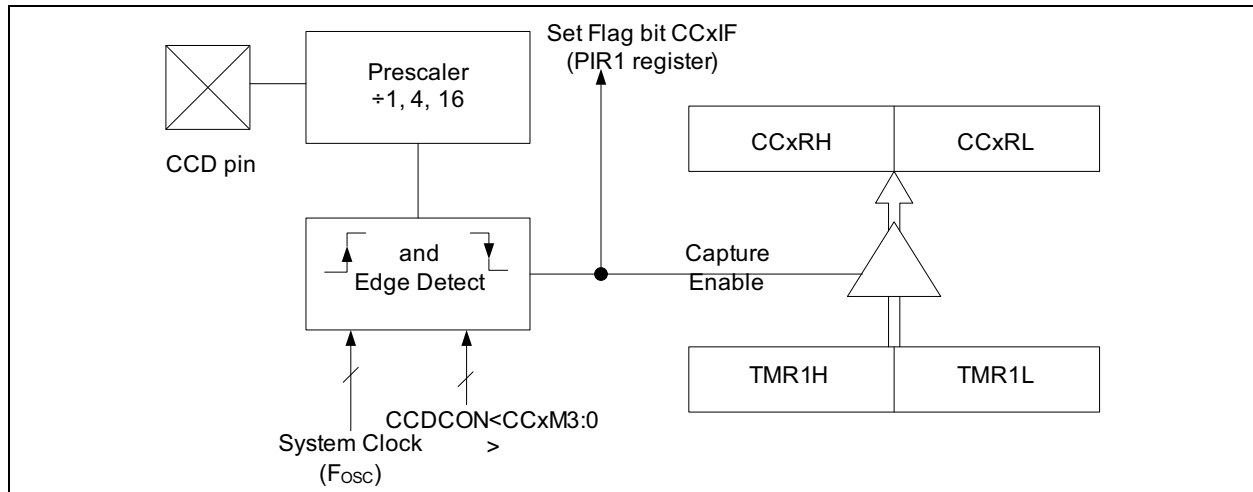 Set Flag bit CCxIF
(PIR1 register)
Prescaler
÷1, 4, 16
CCD pin
CCxRH
CCxRL
and
Edge Detect
Capture
Enable
TMR1H
TMR1L
CCDCON<CCxM3:0
>
System Clock
(FOSC)